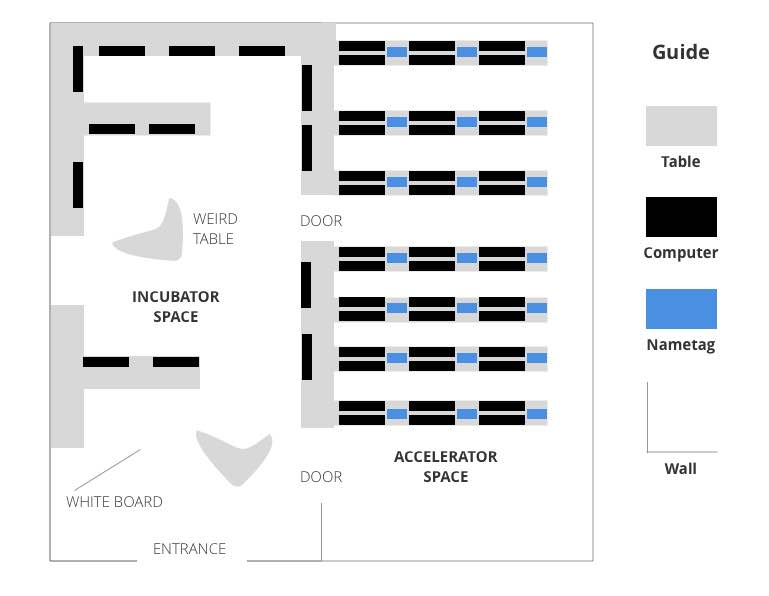 Guide
Table
Computer
Nametag
Wall
DOOR
WEIRD
TABLE
INCUBATOR
SPACE
ACCELERATOR
SPACE
DOOR
WHITE BOARD
ENTRANCE